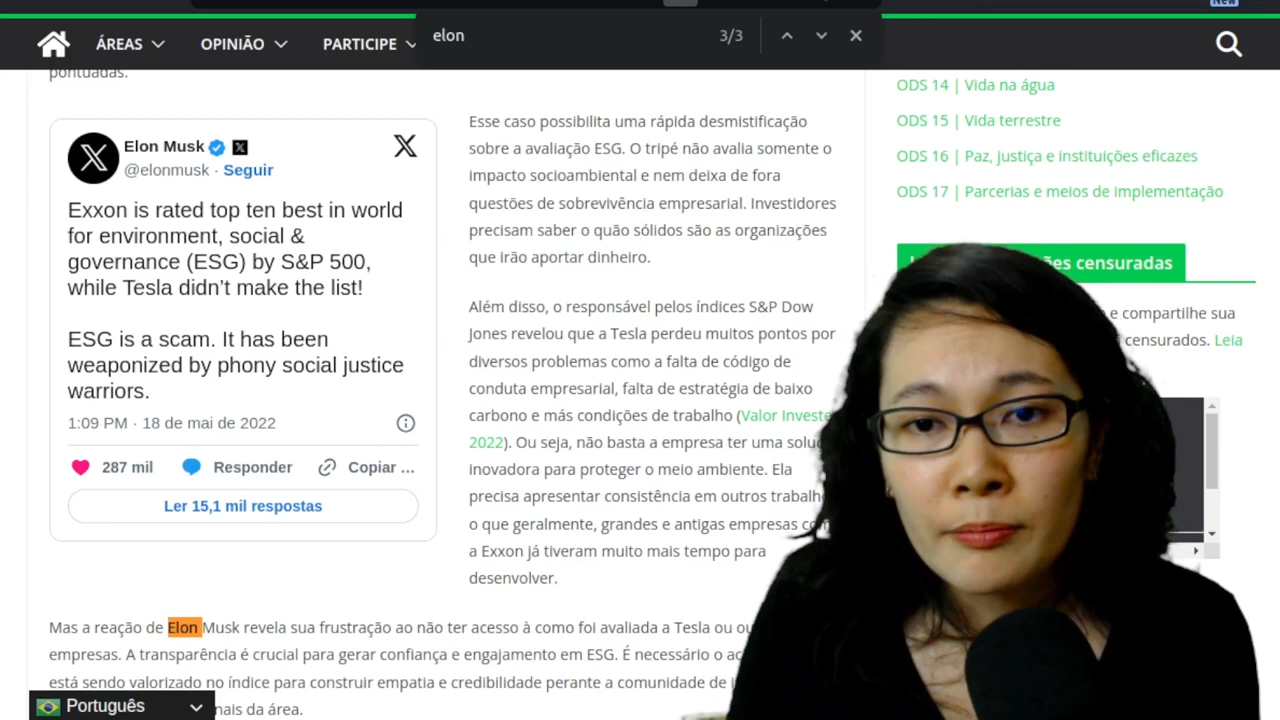 New
ÁREAS
OPINIÃO
PARTICIPE
elon
3/3
pontuadas.
Elon Musk
@elonmusk · Seguir
Exxon is rated top ten best in world
for environment, social &
governance (ESG) by S&P 500,
while Tesla didn’t make the list!
ESG is a scam. It has been
weaponized by phony social justice
warriors.
1:09 PM · 18 de mai de 2022
287 mil
Responder
Copiar ...
Ler 15,1 mil respostas
Esse caso possibilita uma rápida desmistificação
sobre a avaliação ESG. O tripé não avalia somente o
impacto socioambiental e nem deixa de fora
questões de sobrevivência empresarial. Investidores
precisam saber o quão sólidos são as organizações
que irão aportar dinheiro.
Além disso, o responsável pelos índices S&P Dow
Jones revelou que a Tesla perdeu muitos pontos por
diversos problemas como a falta de código de
conduta empresarial, falta de estratégia de baixo
carbono e más condições de trabalho (Valor Investe
2022). Ou seja, não basta a empresa ter uma
inovadora para proteger o meio ambiente. Ela
precisa apresentar consistência em outros
o que geralmente, grandes e antigas empresas
a Exxon já tiveram muito mais tempo para
desenvolver.
Mas a reação de Elon Musk revela sua frustração ao não ter acesso à como foi avaliada a Tesla ou
empresas. A transparência é crucial para gerar confiança e engajamento em ESG. É necessário o
está sendo valorizado no índice para construir empatia e credibilidade perante a comunidade de
nais da área.
Português
ODS 14 | Vida na água
ODS 15 | Vida terrestre
ODS 16 | Paz, justiça e instituições eficazes
ODS 17 | Parcerias e meios de implementação
ões censuradas
e compartilhe sua
censurados. Leia